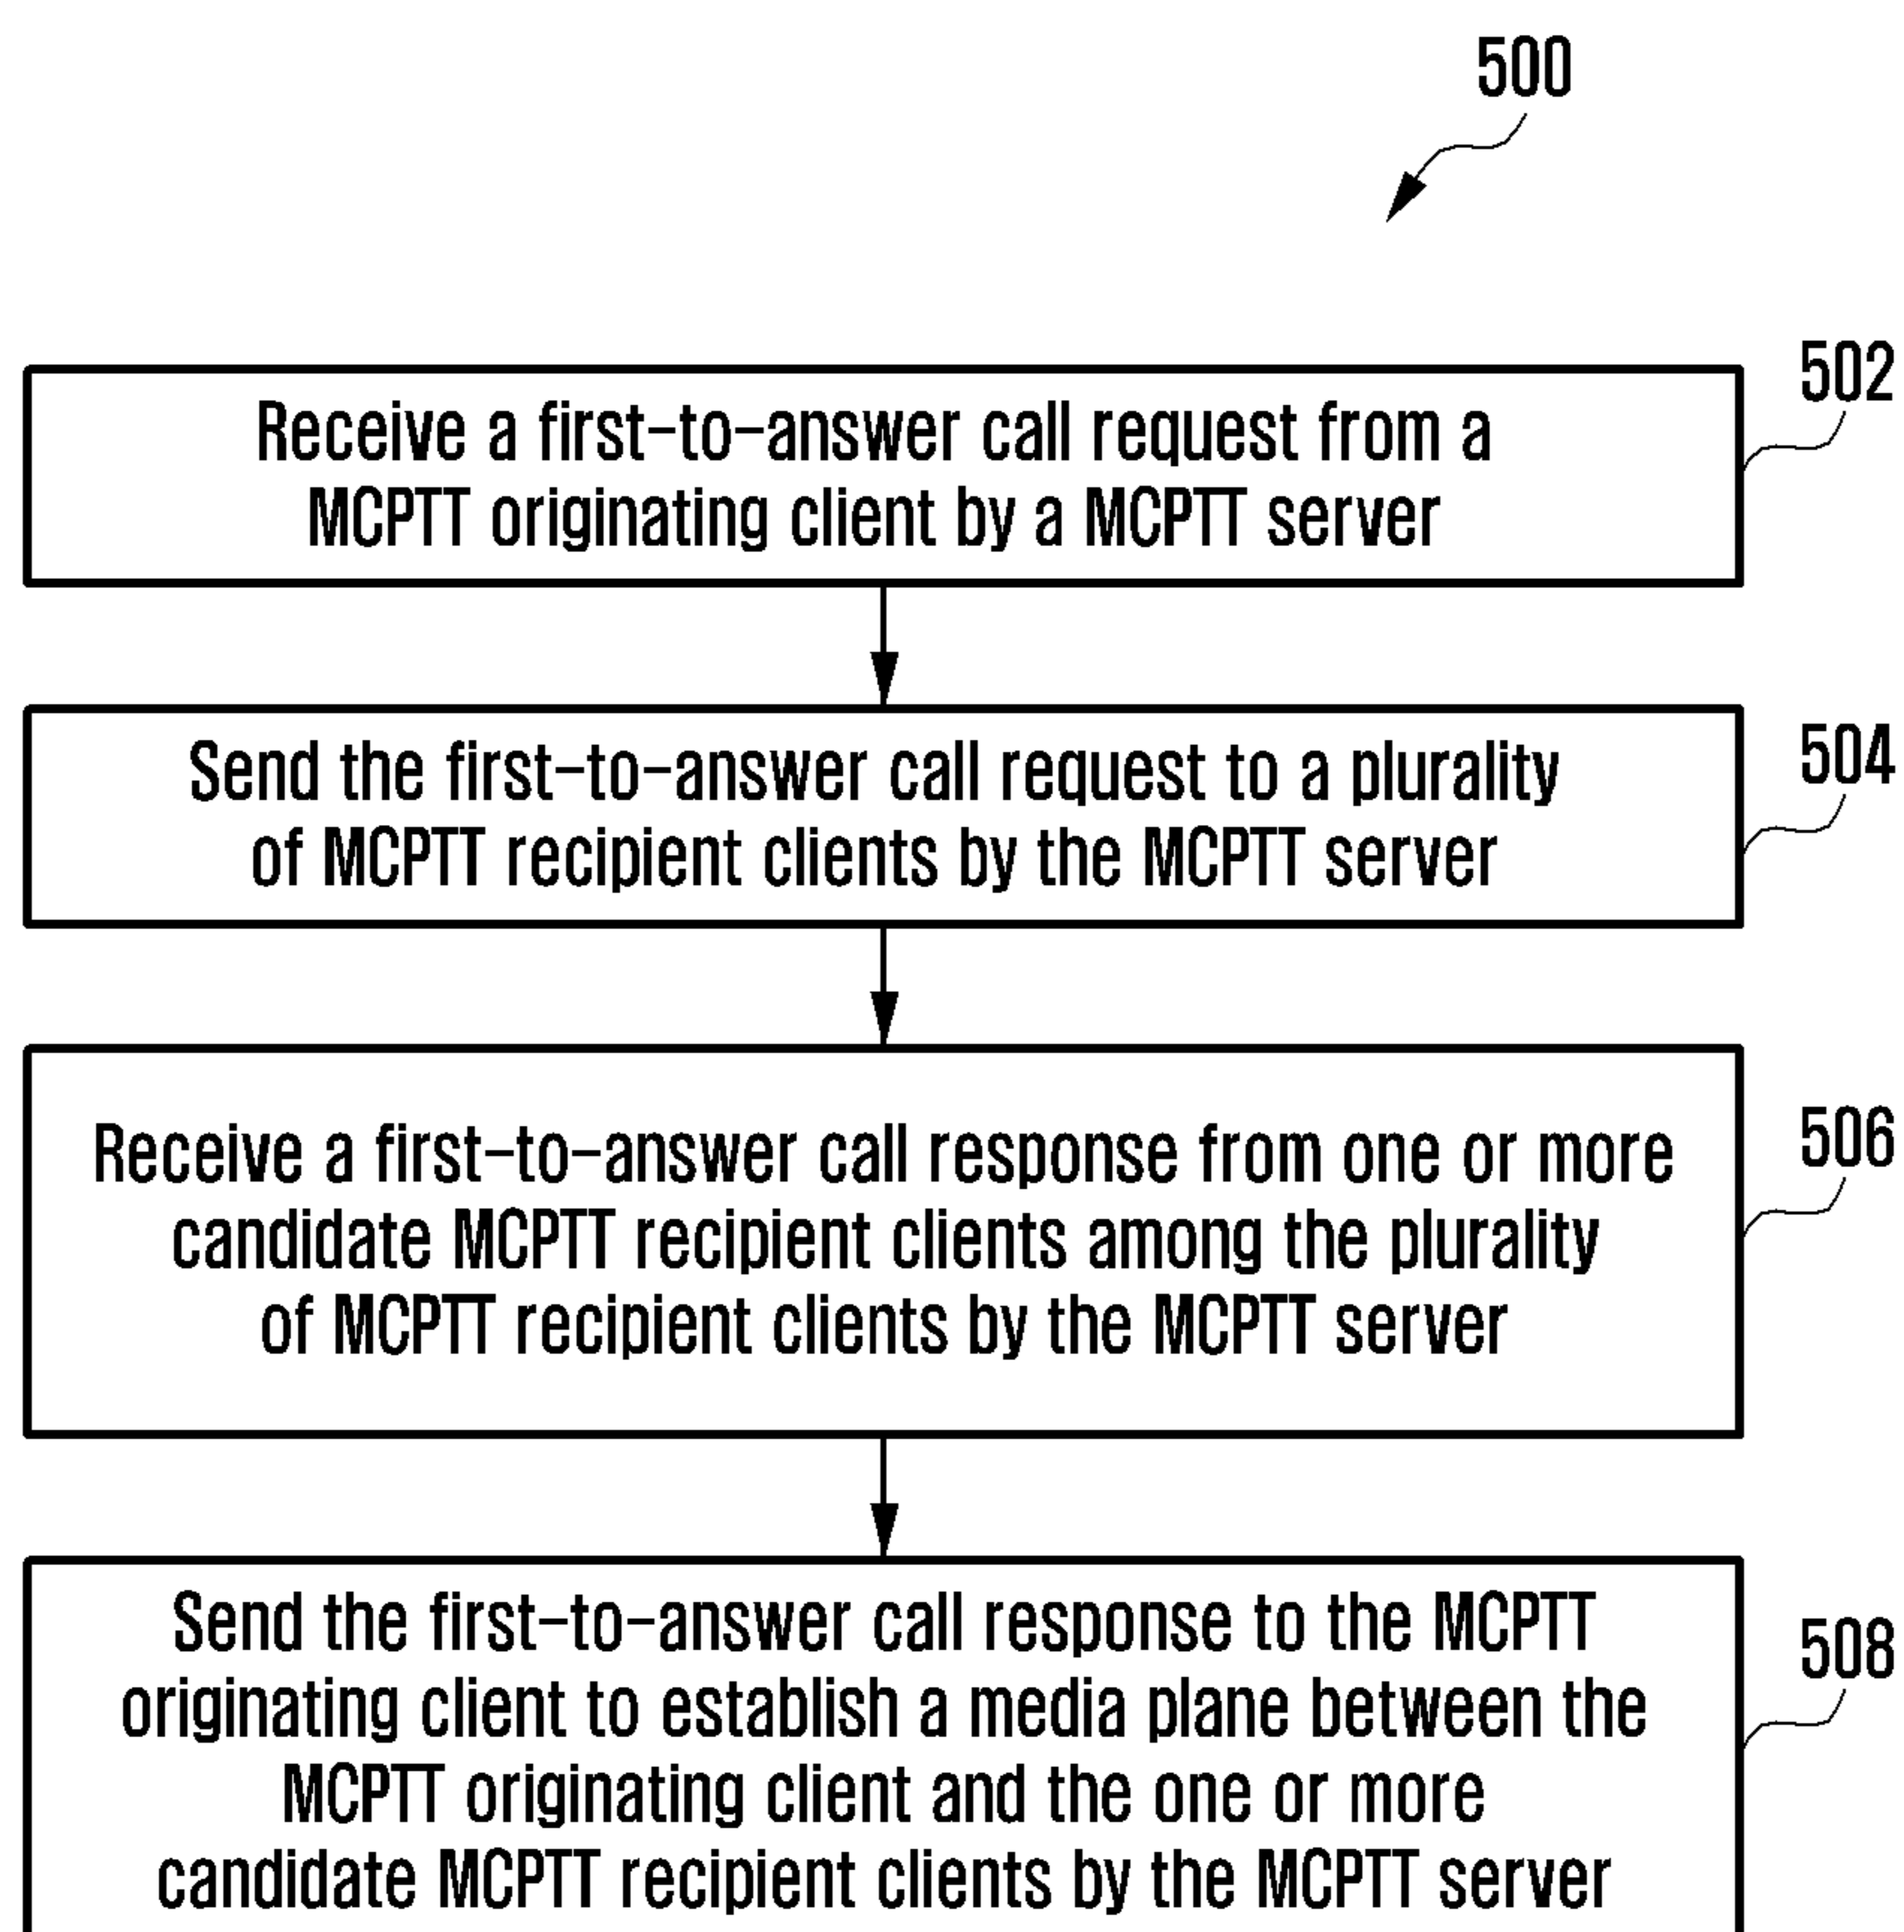 500
502
Receive a first-to-answer call request from a
MCPTT originating client by a MCPTT server
504
Send the first-to-answer call request to a plurality
of MCPTT recipient clients by the MCPTT server
506
Receive a first-to-answer call response from one or more
candidate MCPTT recipient clients among the plurality
of MCPTT recipient clients by the MCPTT server
508
Send the first-to-answer call response to the MCPTT
originating client to establish a media plane between the
MCPTT originating client and the one or more
candidate MCPTT recipient clients by the MCPTT server